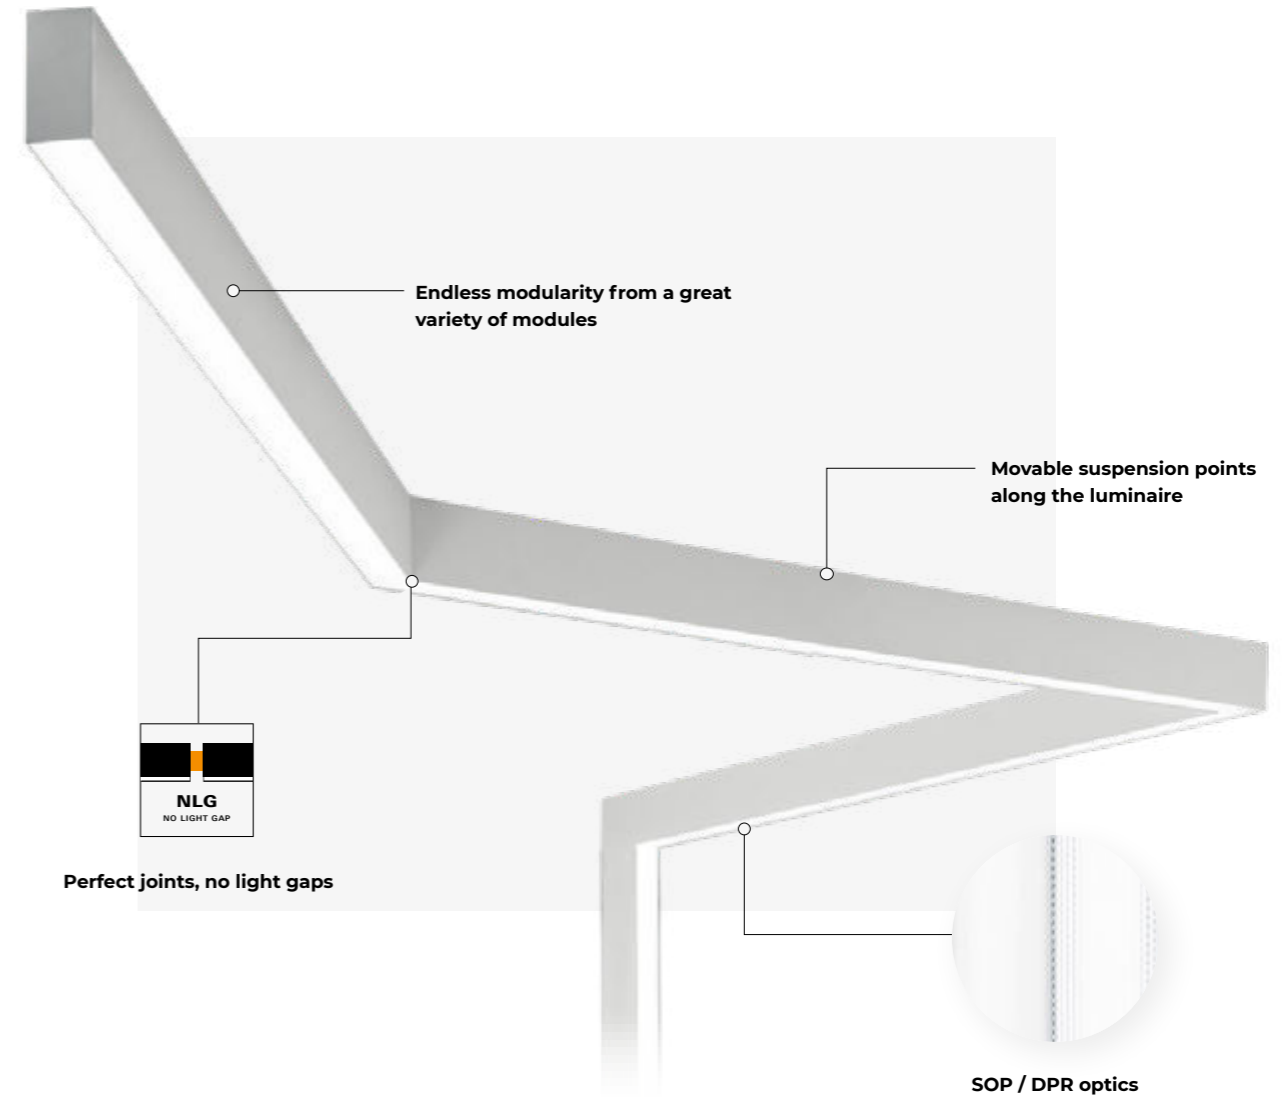 Endless modularity from a great
variety of modules
Movable suspension points
along the luminaire
NLG
NO LIGHT GAP
Perfect joints, no light gaps
SOP / DPR optics